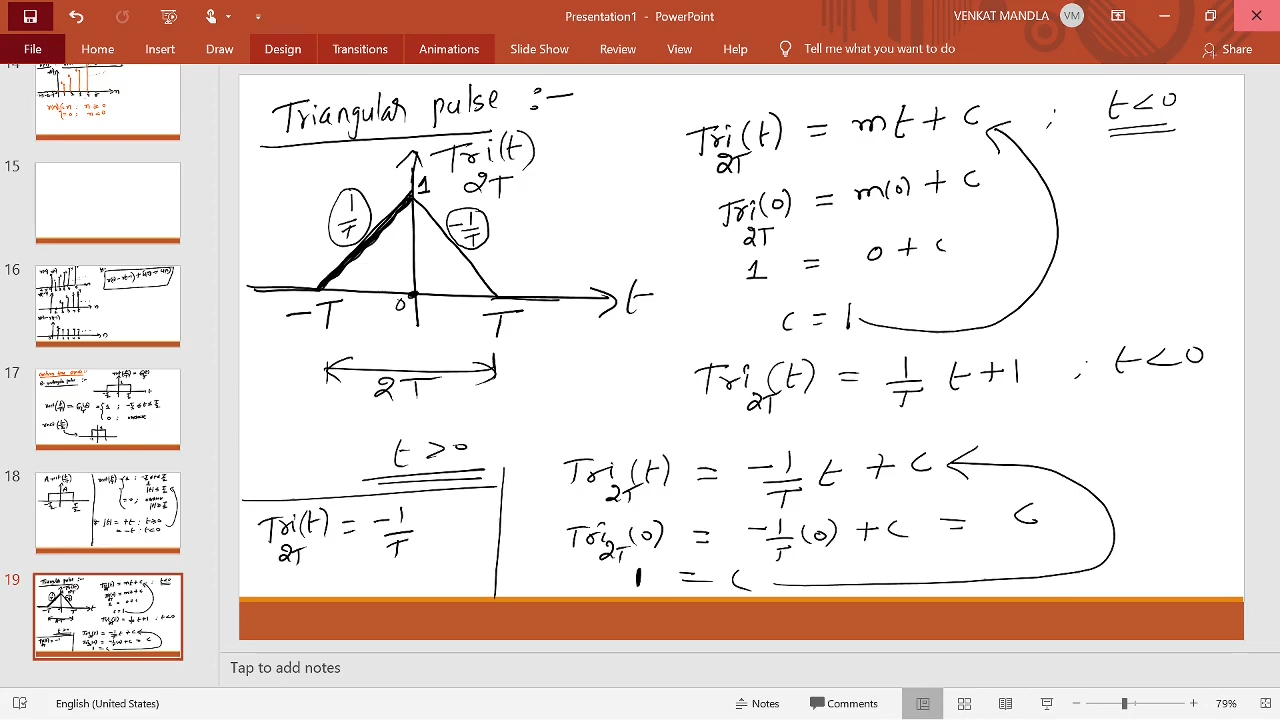 Presentation1 - PowerPoint
VENKAT MANDLA VM
File Home Insert Draw Design Transitions Animations Slide Show Review View Help Tell me what you want to do Share
15
16
17
18
19
Triangular pulse :-
Tri(t)
2T
1
1/T
-1/T
-T 0 T t
2T
Tri(t) = mt + c ; t<0
2T
Tri(0) = m(0) + c
2T
1 = 0 + c
c = 1
Tri(t) = 1/T t + 1 ; t<0
2T
t > 0
Tri(t) = -1/T
2T
Tri(t) = -1/T t + c
2T
Tri(0) = -1/T (0) + c = c
2T
1 = c
Tap to add notes
English (United States) Notes Comments 79%